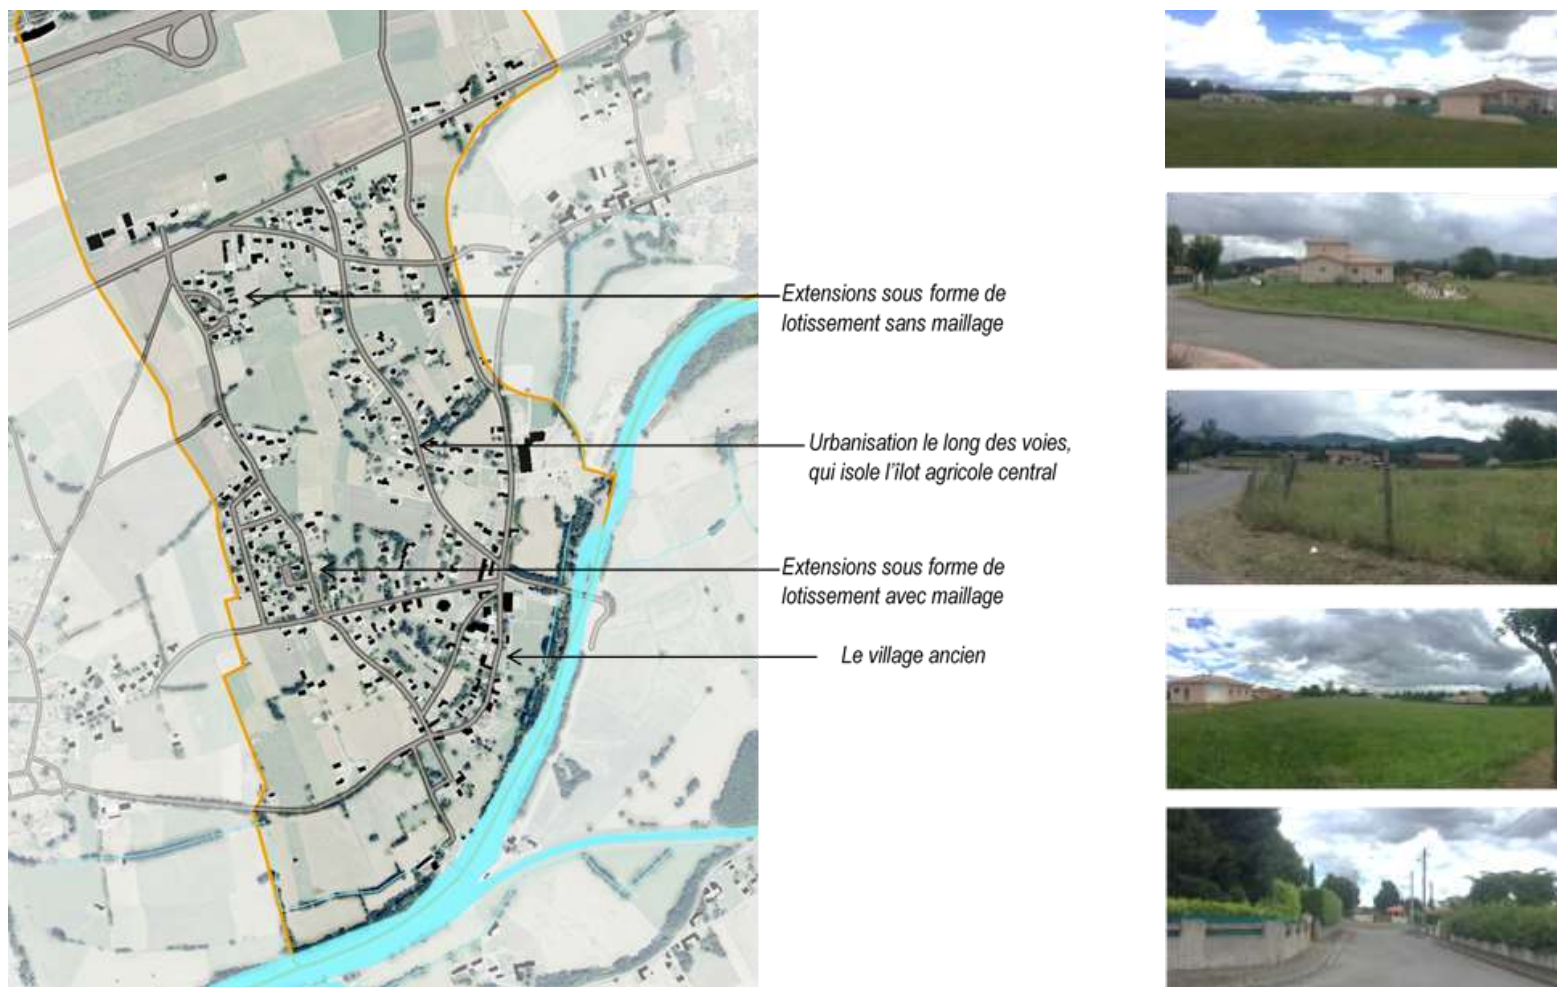 Extensions sous forme de
lotissement sans maillage
Urbanisation le long des voies,
qui isole l'îlot agricole central
Extensions sous forme de
lotissement avec maillage
Le village ancien